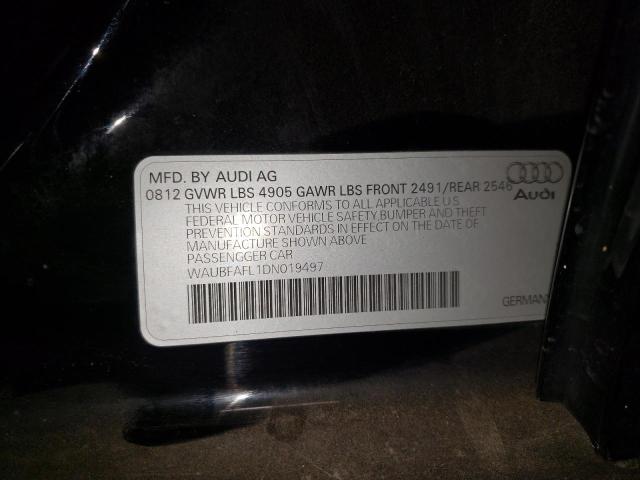 MFD. BY AUDI AG
0812 GVWR LBS 4905 GAWR LBS FRONT 2491/REAR 2546
THIS VEHICLE CONFORMS TO ALL APPLICABLE U.S
FEDERAL MOTOR VEHICLE SAFETY,BUMPER AND THEFT
PREVENTION STANDARDS IN EFFECT ON THE DATE OF
MANUFACTURE SHOWN ABOVE
PASSENGER CAR
WAUBFAFL1DN019497
Audi
GERMANY